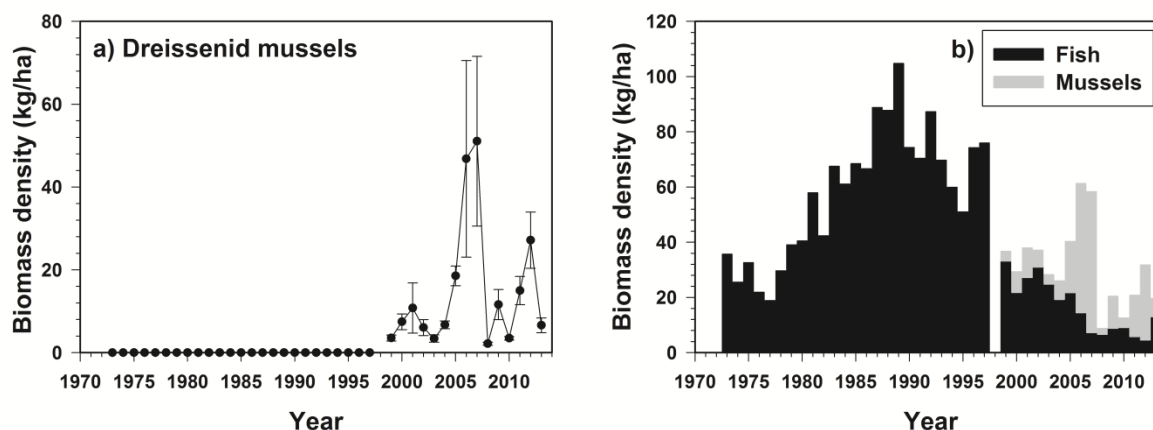 a) Dreissenid mussels
Biomass density (kg/ha)
80
60
40
20
0
1970 1975 1980 1985 1990 1995 2000 2005 2010
Year
b)
Fish
Mussels
Biomass density (kg/ha)
120
100
80
60
40
20
0
1970 1975 1980 1985 1990 1995 2000 2005 2010
Year